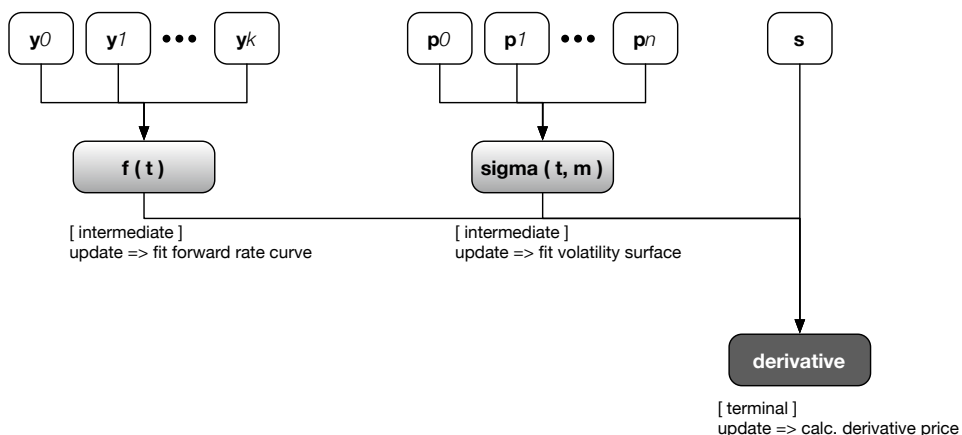 y0 y1 ••• yk p0 p1 ••• pn s
f ( t ) sigma ( t, m )
[ intermediate ]
update => fit forward rate curve
[ intermediate ]
update => fit volatility surface
derivative
[ terminal ]
update => calc. derivative price